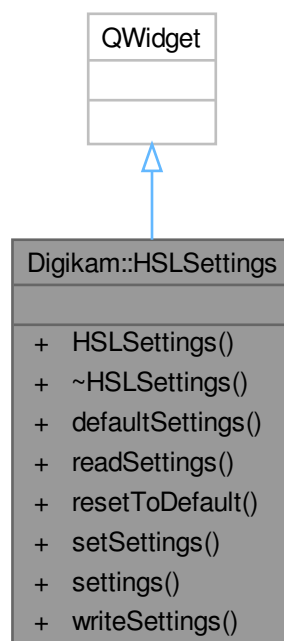 QWidget
Digikam::HSLSettings
+ HSLSettings()
+ ~HSLSettings()
+ defaultSettings()
+ readSettings()
+ resetToDefault()
+ setSettings()
+ settings()
+ writeSettings()